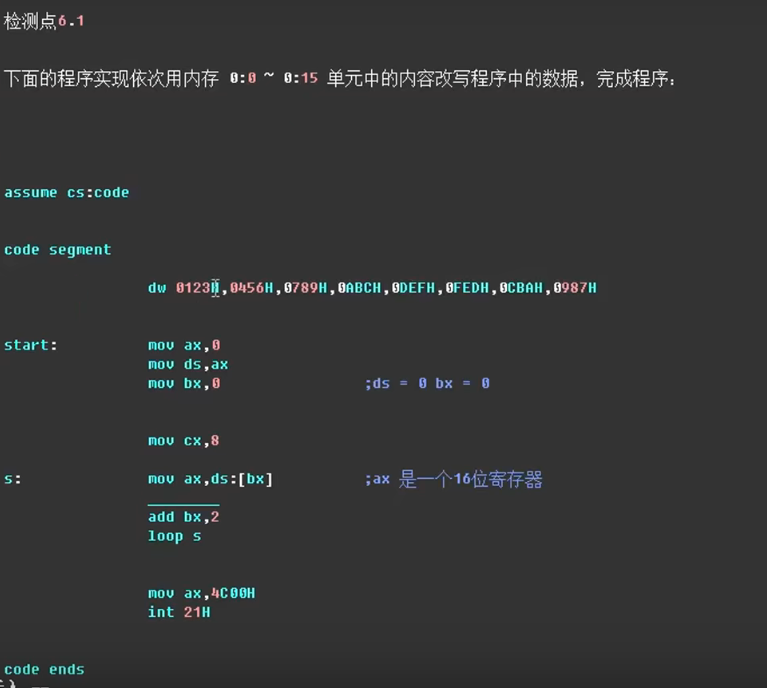 检测点6.1
下面的程序实现依次用内存 0:0 ~ 0:15 单元中的内容改写程序中的数据，完成程序：
assume cs:code
code segment
dw 0123H,0456H,0789H,0ABCH,0DEFH,0FEDH,0CBAH,0987H
start: mov ax,0
mov ds,ax
mov bx,0 ;ds = 0 bx = 0
mov cx,8
s: mov ax,ds:[bx] ;ax 是一个16位寄存器
________
add bx,2
loop s
mov ax,4C00H
int 21H
code ends